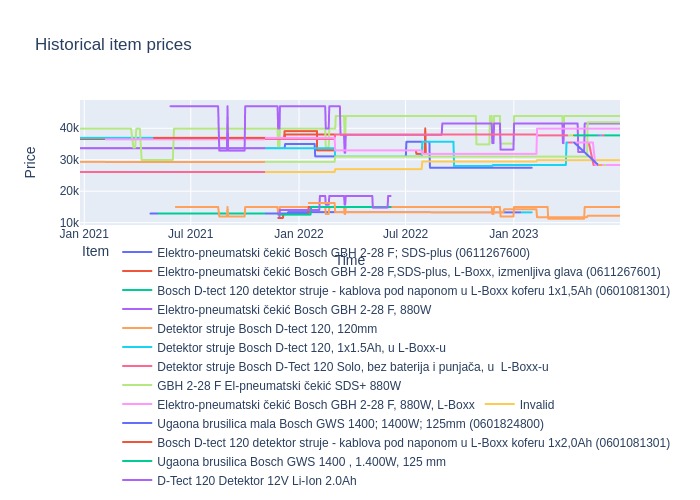 Historical item prices
Price
40k
30k
20k
10k
Jan 2021
Jul 2021
Jan 2022
Jul 2022
Jan 2023
Time
Item
Elektro-pneumatski čekić Bosch GBH 2-28 F; SDS-plus (0611267600)
Elektro-pneumatski čekić Bosch GBH 2-28 F,SDS-plus, L-Boxx, izmenljiva glava (0611267601)
Bosch D-tect 120 detektor struje - kablova pod naponom u L-Boxx koferu 1x1,5Ah (0601081301)
Elektro-pneumatski čekić Bosch GBH 2-28 F, 880W
Detektor struje Bosch D-tect 120, 120mm
Detektor struje Bosch D-tect 120, 1x1.5Ah, u L-Boxx-u
Detektor struje Bosch D-Tect 120 Solo, bez baterija i punjača, u  L-Boxx-u
GBH 2-28 F El-pneumatski čekić SDS+ 880W
Elektro-pneumatski čekić Bosch GBH 2-28 F, 880W, L-Boxx
Invalid
Ugaona brusilica mala Bosch GWS 1400; 1400W; 125mm (0601824800)
Bosch D-tect 120 detektor struje - kablova pod naponom u L-Boxx koferu 1x2,0Ah (0601081301)
Ugaona brusilica Bosch GWS 1400 , 1.400W, 125 mm
D-Tect 120 Detektor 12V Li-Ion 2.0Ah